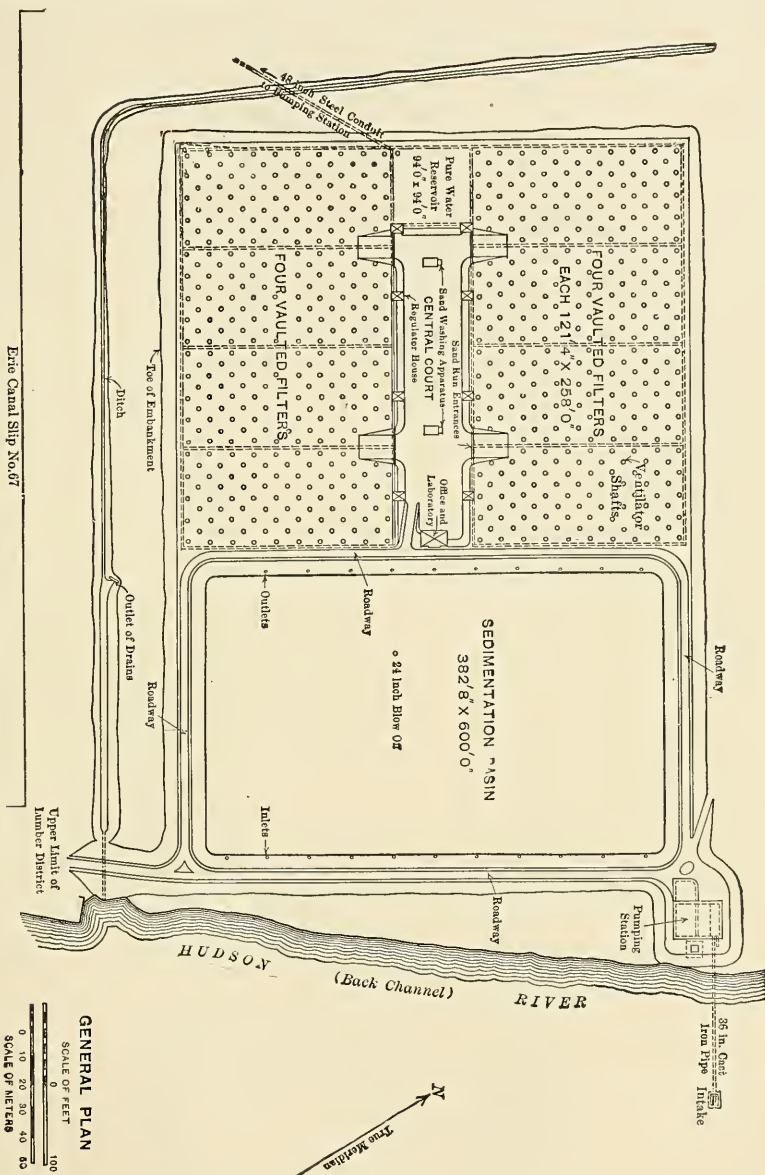 48 inch Steel Conduit
to Pumping Station
Pure Water
Reservoir
94'0" x 94'0"
FOUR VAULTED FILTERS
EACH 121'4" X 258'0"
Ventilator
Shafts
Sand Run Entrances
Sand Washing Apparatus
CENTRAL COURT
Regulator House
Office and
Laboratory
FOUR VAULTED FILTERS
Toe of Embankment
Ditch
Outlet of Drains
Erie Canal Slip No.67
Roadway
Roadway
Roadway
Outlets
SEDIMENTATION BASIN
382'8" X 600'0"
24 Inch Blow Off
Inlets
Roadway
Upper Limit of
Lumber District
Pumping
Station
36 in. Cast
Iron Pipe
Intake
HUDSON (Back Channel) RIVER
N
True Meridian
GENERAL PLAN
SCALE OF FEET
0 100
0 10 20 30 40 50
SCALE OF METERS